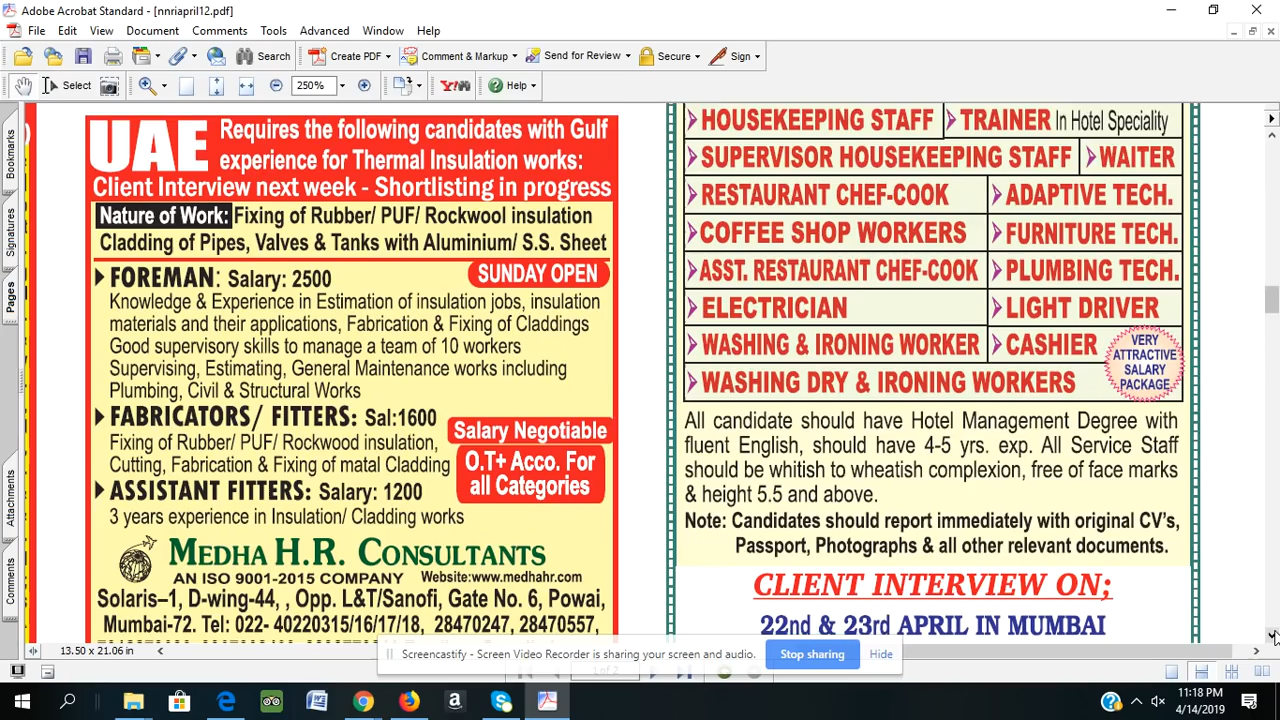 Adobe Acrobat Standard - [nnriapril12.pdf]
File Edit View Document Comments Tools Advanced Window Help
Search Create PDF Comment & Markup Send for Review Secure Sign
Select 250% Y! Help
Bookmarks
Signatures
Pages
Attachments
Comments
UAE
Requires the following candidates with Gulf
experience for Thermal Insulation works:
Client Interview next week - Shortlisting in progress
Nature of Work: Fixing of Rubber/ PUF/ Rockwool insulation
Cladding of Pipes, Valves & Tanks with Aluminium/ S.S. Sheet
FOREMAN: Salary: 2500
SUNDAY OPEN
Knowledge & Experience in Estimation of insulation jobs, insulation
materials and their applications, Fabrication & Fixing of Claddings
Good supervisory skills to manage a team of 10 workers
Supervising, Estimating, General Maintenance works including
Plumbing, Civil & Structural Works
FABRICATORS/ FITTERS: Sal:1600
Salary Negotiable
Fixing of Rubber/ PUF/ Rockwood insulation,
Cutting, Fabrication & Fixing of matal Cladding
O.T+ Acco. For
all Categories
ASSISTANT FITTERS: Salary: 1200
3 years experience in Insulation/ Cladding works
MEDHA H.R. CONSULTANTS
AN ISO 9001-2015 COMPANY Website:www.medhahr.com
Solaris–1, D-wing-44, , Opp. L&T/Sanofi, Gate No. 6, Powai,
Mumbai-72. Tel: 022- 40220315/16/17/18, 28470247, 28470557,
HOUSEKEEPING STAFF TRAINER In Hotel Speciality
SUPERVISOR HOUSEKEEPING STAFF WAITER
RESTAURANT CHEF-COOK ADAPTIVE TECH.
COFFEE SHOP WORKERS FURNITURE TECH.
ASST. RESTAURANT CHEF-COOK PLUMBING TECH.
ELECTRICIAN LIGHT DRIVER
WASHING & IRONING WORKER CASHIER
WASHING DRY & IRONING WORKERS
VERY
ATTRACTIVE
SALARY
PACKAGE
All candidate should have Hotel Management Degree with
fluent English, should have 4-5 yrs. exp. All Service Staff
should be whitish to wheatish complexion, free of face marks
& height 5.5 and above.
Note: Candidates should report immediately with original CV's,
Passport, Photographs & all other relevant documents.
CLIENT INTERVIEW ON;
22nd & 23rd APRIL IN MUMBAI
13.50 x 21.06 in
Screencastify - Screen Video Recorder is sharing your screen and audio. Stop sharing Hide
1 of 2
11:18 PM
4/14/2019